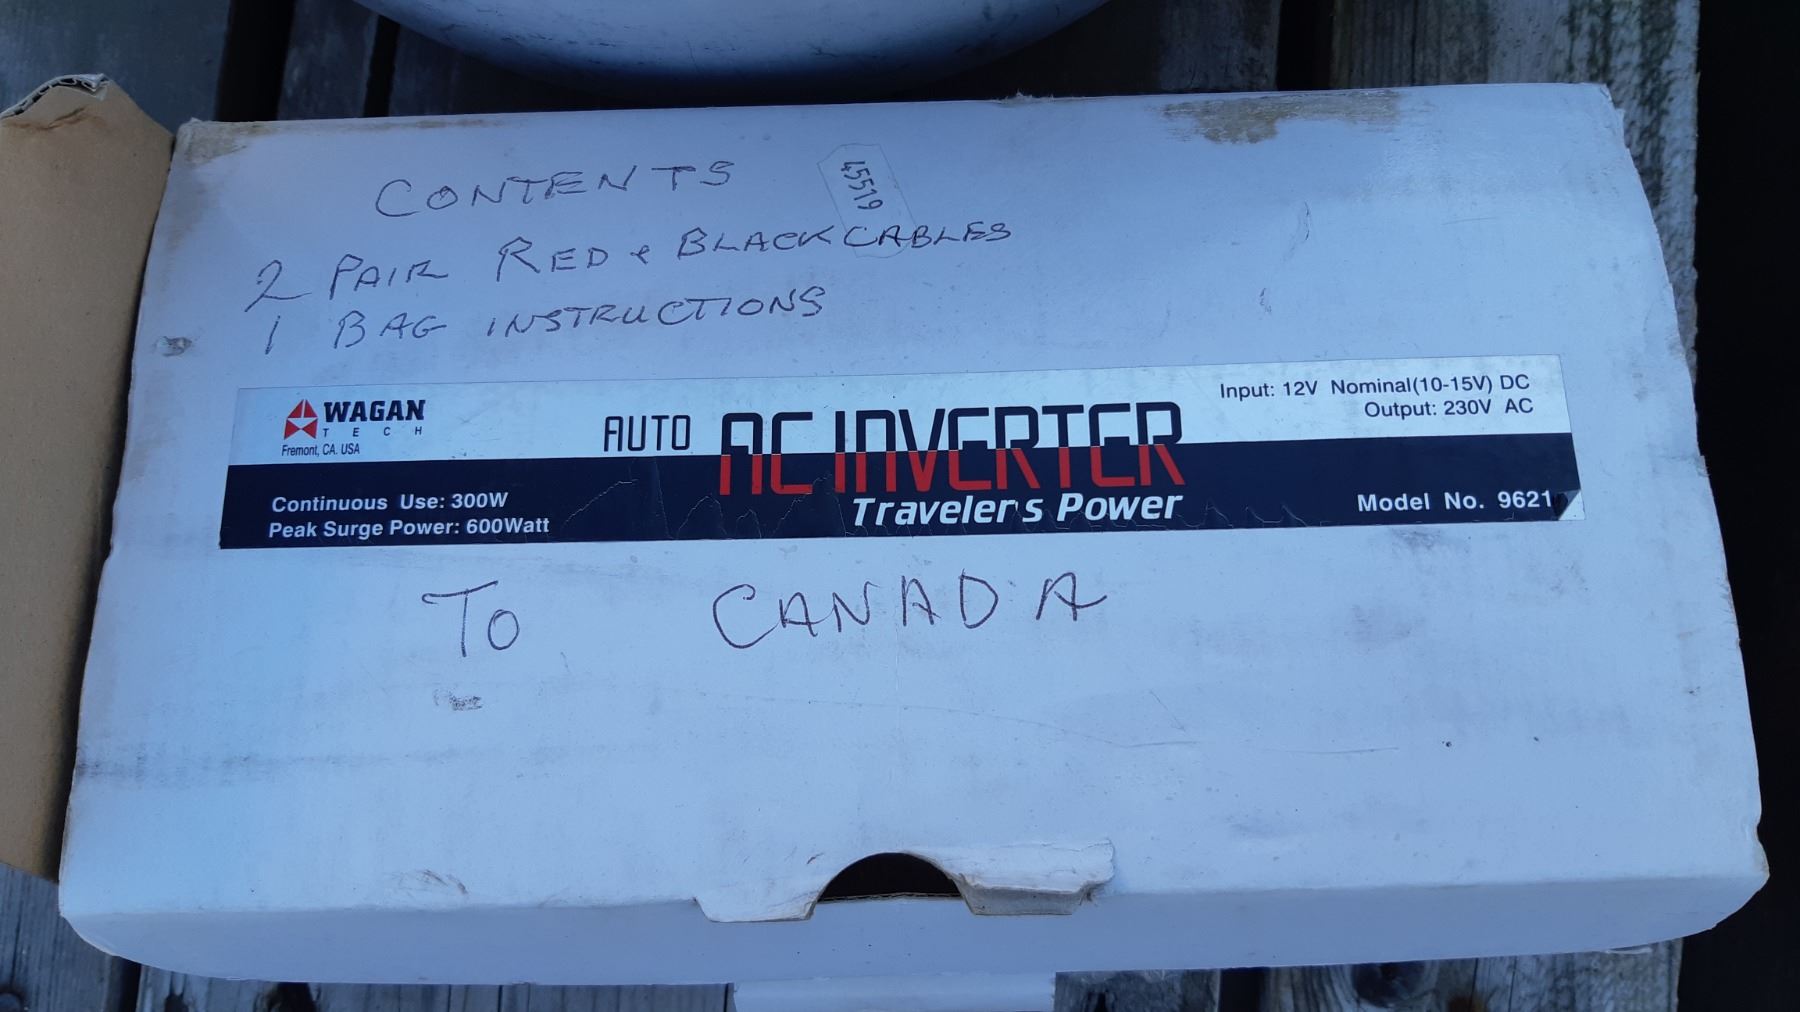 CONTENTS
45519
2 PAIR RED & BLACK CABLES
1 BAG INSTRUCTIONS
WAGAN
TECH
Fremont, CA. USA
AUTO AC INVERTER
Traveler's Power
Input: 12V Nominal(10-15V) DC
Output: 230V AC
Continuous Use: 300W
Peak Surge Power: 600Watt
Model No. 9621
TO CANADA